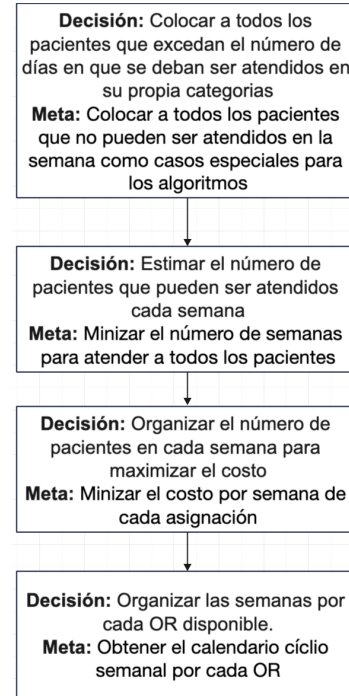 Decisión: Colocar a todos los
pacientes que excedan el número de
días en que se deban ser atendidos en
su propia categorias
Meta: Colocar a todos los pacientes
que no pueden ser atendidos en la
semana como casos especiales para
los algoritmos
Decisión: Estimar el número de
pacientes que pueden ser atendidos
cada semana
Meta: Minizar el número de semanas
para atender a todos los pacientes
Decisión: Organizar el número de
pacientes en cada semana para
maximizar el costo
Meta: Minizar el costo por semana de
cada asignación
Decisión: Organizar las semanas por
cada OR disponible.
Meta: Obtener el calendario cíclio
semanal por cada OR